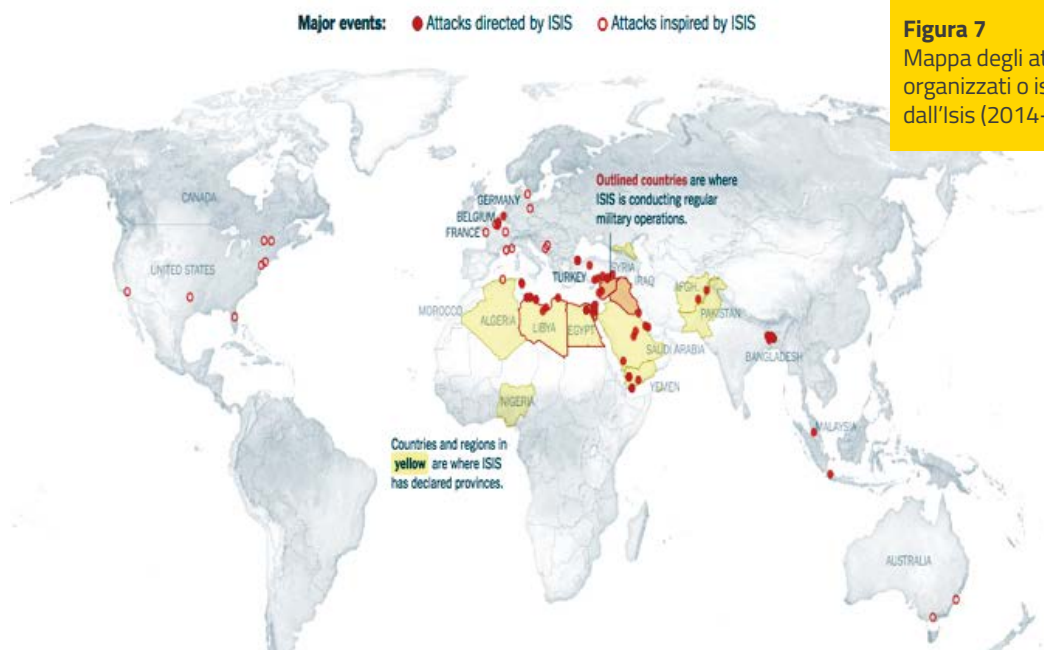 Major events: Attacks directed by ISIS Attacks inspired by ISIS
Figura 7
Mappa degli at
organizzati o is
dall'Isis (2014-
CANADA
UNITED STATES
GERMANY
BELGIUM
FRANCE
Outlined countries are where
ISIS is conducting regular
military operations.
TURKEY
SYRIA
IRAQ
AFGH.
PAKISTAN
MOROCCO
ALGERIA
LIBYA
EGYPT
SAUDI ARABIA
BANGLADESH
YEMEN
NIGERIA
MALAYSIA
Countries and regions in
yellow are where ISIS
has declared provinces.
AUSTRALIA